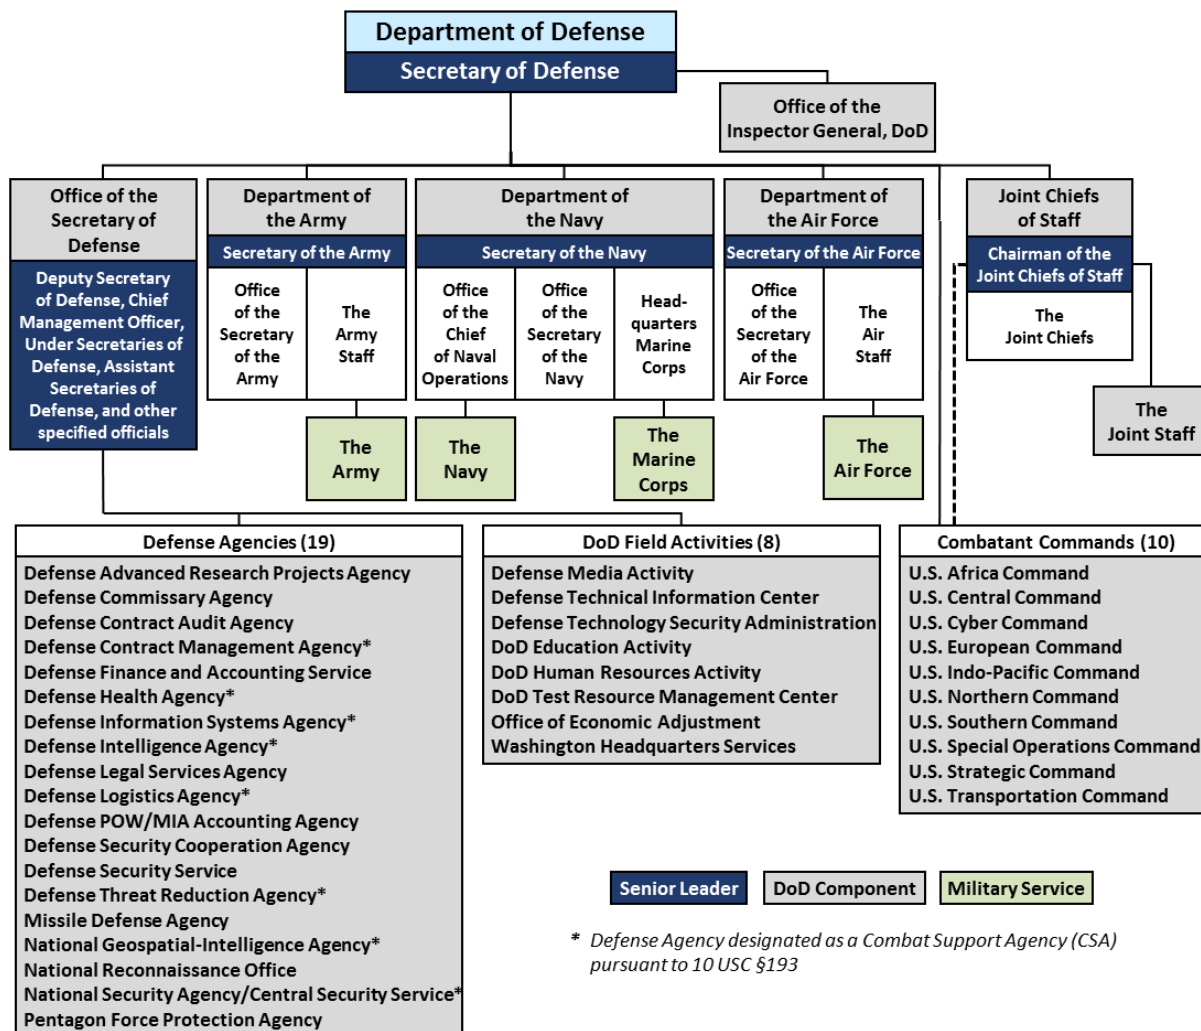 Department of Defense
Secretary of Defense
Office of the
Inspector General, DoD
Office of the
Secretary of
Defense
Deputy Secretary
of Defense, Chief
Management Officer,
Under Secretaries of
Defense, Assistant
Secretaries of
Defense, and other
specified officials
Department of
the Army
Secretary of the Army
Office
of the
Secretary
of the
Army
The
Army
Staff
The
Army
Department of
the Navy
Secretary of the Navy
Office
of the
Chief
of Naval
Operations
Office
of the
Secretary
of the
Navy
Head-
quarters
Marine
Corps
The
Navy
The
Marine
Corps
Department of
the Air Force
Secretary of the Air Force
Office
of the
Secretary
of the
Air Force
The
Air
Staff
The
Air Force
Joint Chiefs
of Staff
Chairman of the
Joint Chiefs of Staff
The
Joint Chiefs
The
Joint Staff
Defense Agencies (19)
Defense Advanced Research Projects Agency
Defense Commissary Agency
Defense Contract Audit Agency
Defense Contract Management Agency*
Defense Finance and Accounting Service
Defense Health Agency*
Defense Information Systems Agency*
Defense Intelligence Agency*
Defense Legal Services Agency
Defense Logistics Agency*
Defense POW/MIA Accounting Agency
Defense Security Cooperation Agency
Defense Security Service
Defense Threat Reduction Agency*
Missile Defense Agency
National Geospatial-Intelligence Agency*
National Reconnaissance Office
National Security Agency/Central Security Service*
Pentagon Force Protection Agency
DoD Field Activities (8)
Defense Media Activity
Defense Technical Information Center
Defense Technology Security Administration
DoD Education Activity
DoD Human Resources Activity
DoD Test Resource Management Center
Office of Economic Adjustment
Washington Headquarters Services
Combatant Commands (10)
U.S. Africa Command
U.S. Central Command
U.S. Cyber Command
U.S. European Command
U.S. Indo-Pacific Command
U.S. Northern Command
U.S. Southern Command
U.S. Special Operations Command
U.S. Strategic Command
U.S. Transportation Command
Senior Leader
DoD Component
Military Service
* Defense Agency designated as a Combat Support Agency (CSA)
pursuant to 10 USC §193